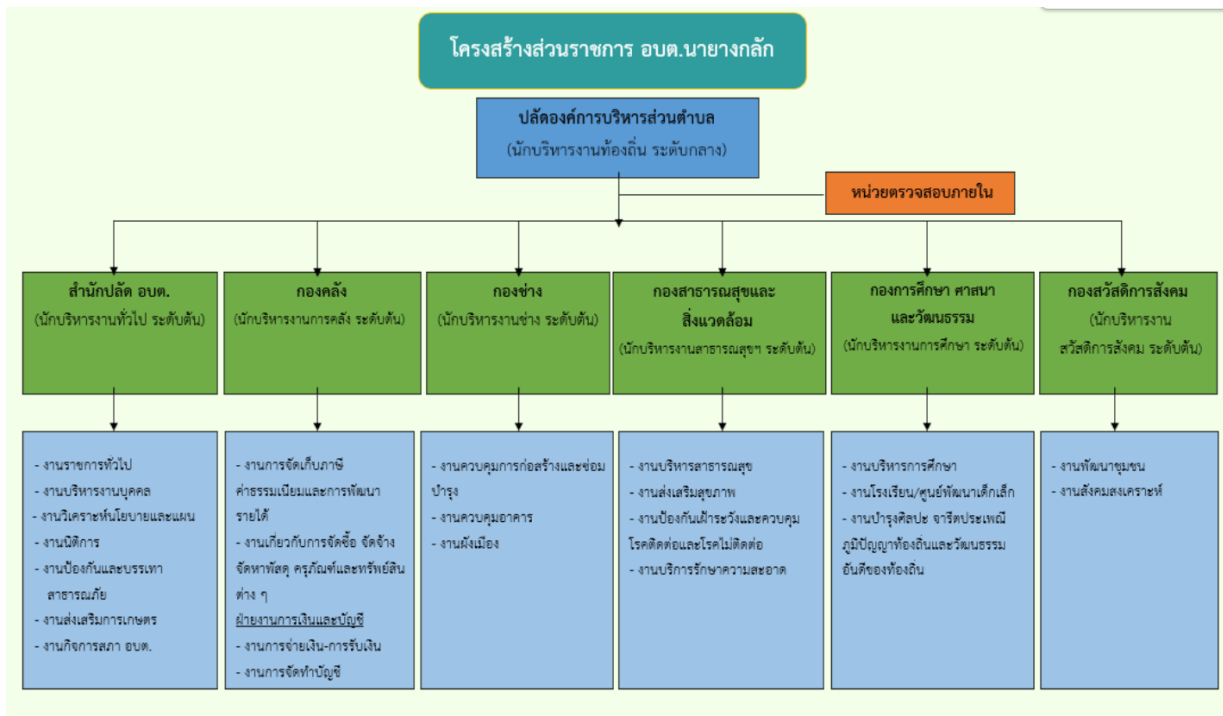 โครงสร้างส่วนราชการ อบต.นายางกลัก
ปลัดองค์การบริหารส่วนตำบล
(นักบริหารงานท้องถิ่น ระดับกลาง)
หน่วยตรวจสอบภายใน
สำนักปลัด อบต.
(นักบริหารงานทั่วไป ระดับต้น)
กองคลัง
(นักบริหารงานการคลัง ระดับต้น)
กองช่าง
(นักบริหารงานช่าง ระดับต้น)
กองสาธารณสุขและ
สิ่งแวดล้อม
(นักบริหารงานสาธารณสุขฯ ระดับต้น)
กองการศึกษา ศาสนา
และวัฒนธรรม
(นักบริหารงานการศึกษา ระดับต้น)
กองสวัสดิการสังคม
(นักบริหารงาน
สวัสดิการสังคม ระดับต้น)
- งานราชการทั่วไป
- งานบริหารงานบุคคล
- งานวิเคราะห์นโยบายและแผน
- งานนิติการ
- งานป้องกันและบรรเทา
สาธารณภัย
- งานส่งเสริมการเกษตร
- งานกิจการสภา อบต.
- งานการจัดเก็บภาษี
ค่าธรรมเนียมและการพัฒนา
รายได้
- งานเกี่ยวกับการจัดซื้อ จัดจ้าง
จัดหาพัสดุ ครุภัณฑ์และทรัพย์สิน
ต่าง ๆ
ฝ่ายงานการเงินและบัญชี
- งานการจ่ายเงิน-การรับเงิน
- งานการจัดทำบัญชี
- งานควบคุมการก่อสร้างและซ่อม
บำรุง
- งานควบคุมอาคาร
- งานผังเมือง
- งานบริหารสาธารณสุข
- งานส่งเสริมสุขภาพ
- งานป้องกันเฝ้าระวังและควบคุม
โรคติดต่อและโรคไม่ติดต่อ
- งานบริการรักษาความสะอาด
- งานบริหารการศึกษา
- งานโรงเรียน/ศูนย์พัฒนาเด็กเล็ก
- งานบำรุงศิลปะ จารีตประเพณี
ภูมิปัญญาท้องถิ่นและวัฒนธรรม
อันดีของท้องถิ่น
- งานพัฒนาชุมชน
- งานสังคมสงเคราะห์